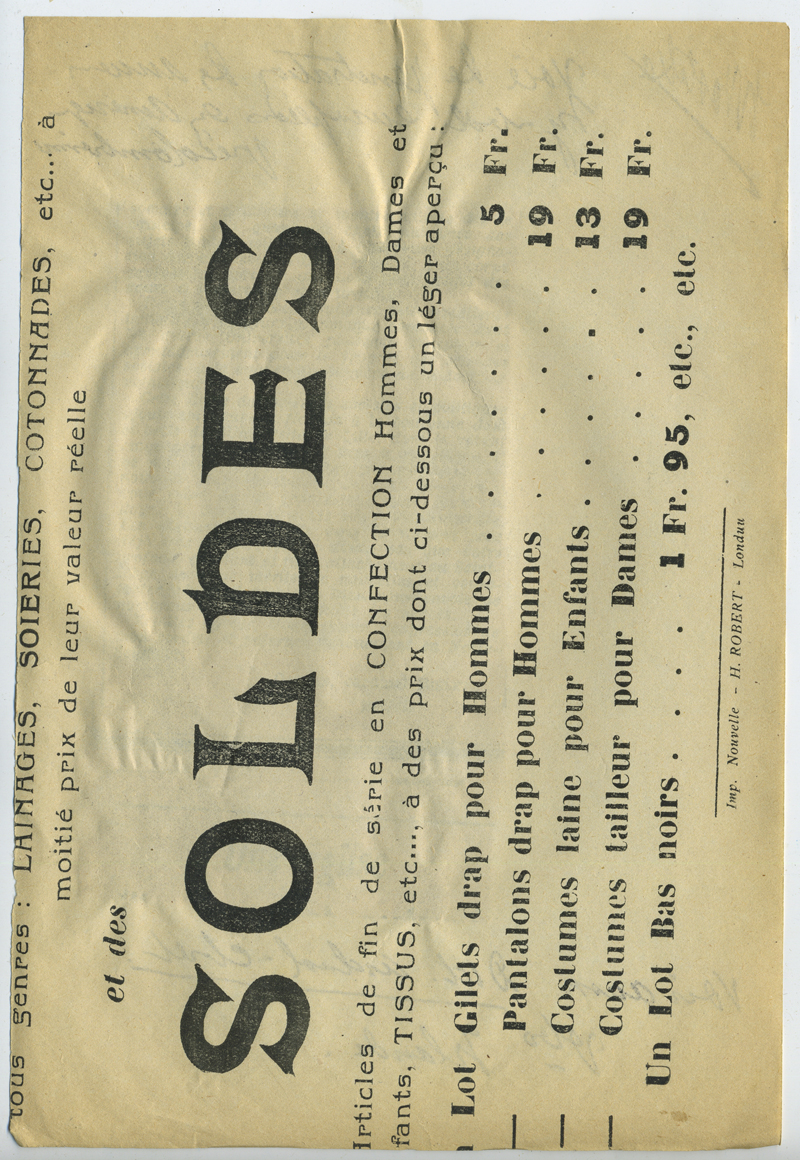 tous genres : LAINAGES, SOIERIES, COTONNADES, etc... à
moitié prix de leur valeur réelle
et des
SOLDES
Articles de fin de série en CONFECTION Hommes, Dames et
fants, TISSUS, etc..., à des prix dont ci-dessous un léger aperçu :
Lot Gilets drap pour Hommes . . . . . 5 Fr.
— Pantalons drap pour Hommes . . . . 19 Fr.
— Costumes laine pour Enfants . . . . . 13 Fr.
— Costumes tailleur pour Dames . . . . 19 Fr.
Un Lot Bas noirs . . . . 1 Fr. 95, etc., etc.
Imp. Nouvelle - H. ROBERT - Louduu